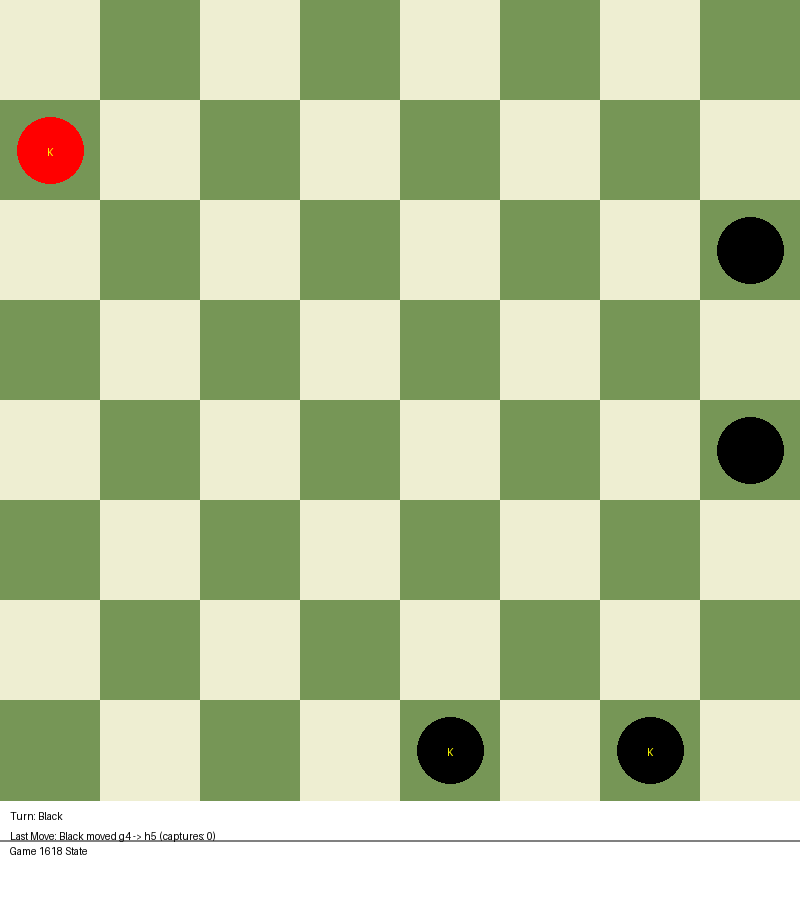 K
K K
Turn: Black
Last Move: Black moved g4 -> h5 (captures: 0)
Game 1618 State